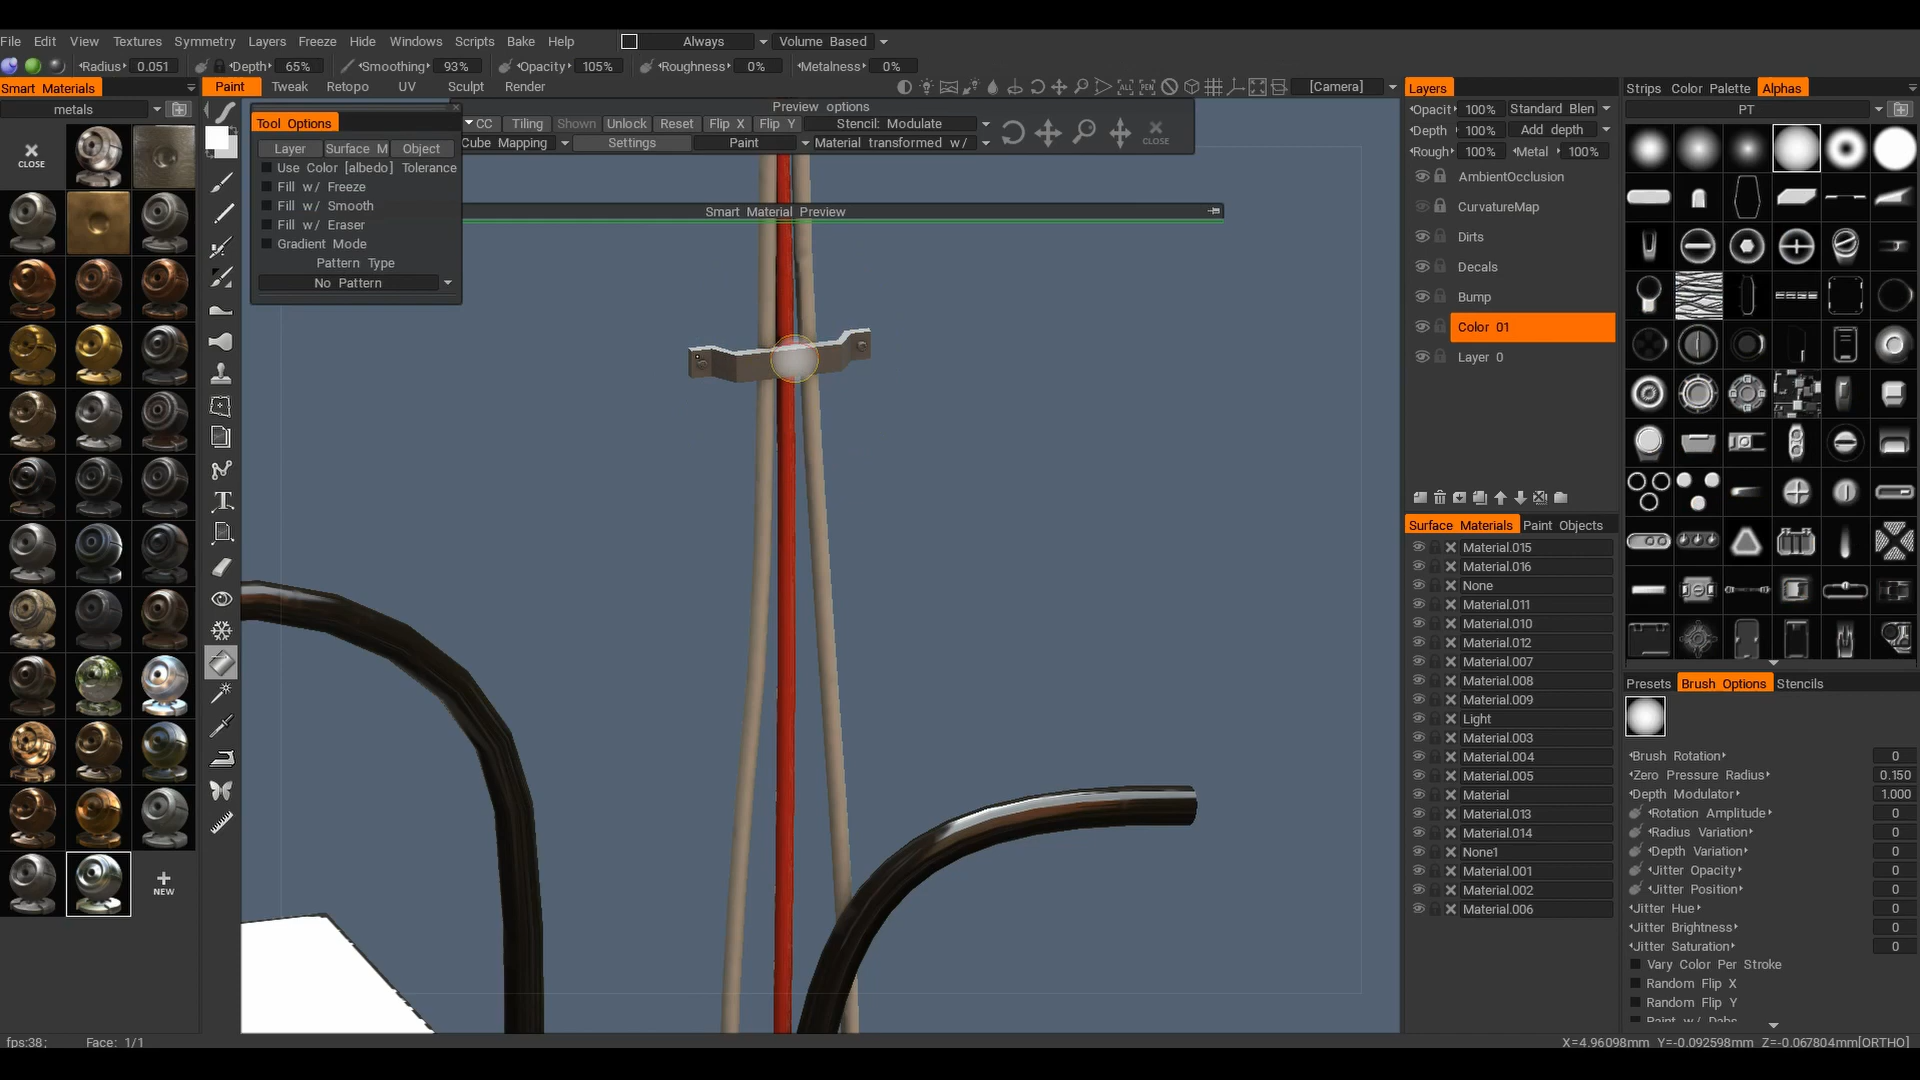 File Edit View Textures Symmetry Layers Freeze Hide Windows Scripts Bake Help Always Volume Based
Radius 0.051 Depth 65% Smoothing 93% Opacity 105% Roughness 0% Metalness 0%
Smart Materials Paint Tweak Retopo UV Sculpt Render ALL PEN [Camera] Layers Strips Color Palette Alphas
metals
CLOSE
NEW
Tool Options
Layer Surface M Object
Use Color [albedo] Tolerance
Fill w/ Freeze
Fill w/ Smooth
Fill w/ Eraser
Gradient Mode
Pattern Type
No Pattern
Preview options
CC Tiling Shown Unlock Reset Flip X Flip Y Stencil: Modulate
Cube Mapping Settings Paint Material transformed w/ CLOSE
Smart Material Preview
Opacit 100% Standard Blen
Depth 100% Add depth
Rough 100% Metal 100%
AmbientOcclusion
CurvatureMap
Dirts
Decals
Bump
Color 01
Layer 0
Surface Materials Paint Objects
Material.015
Material.016
None
Material.011
Material.010
Material.012
Material.007
Material.008
Material.009
Light
Material.003
Material.004
Material.005
Material
Material.013
Material.014
None1
Material.001
Material.002
Material.006
PT
Presets Brush Options Stencils
Brush Rotation 0
Zero Pressure Radius 0.150
Depth Modulator 1.000
Rotation Amplitude 0
Radius Variation 0
Depth Variation 0
Jitter Opacity 0
Jitter Position 0
Jitter Hue 0
Jitter Brightness 0
Jitter Saturation 0
Vary Color Per Stroke
Random Flip X
Random Flip Y
Paint w/ Dabs
fps:38; Face: 1/1 X=4.96098mm Y=-0.092598mm Z=-0.067804mm[ORTHO]